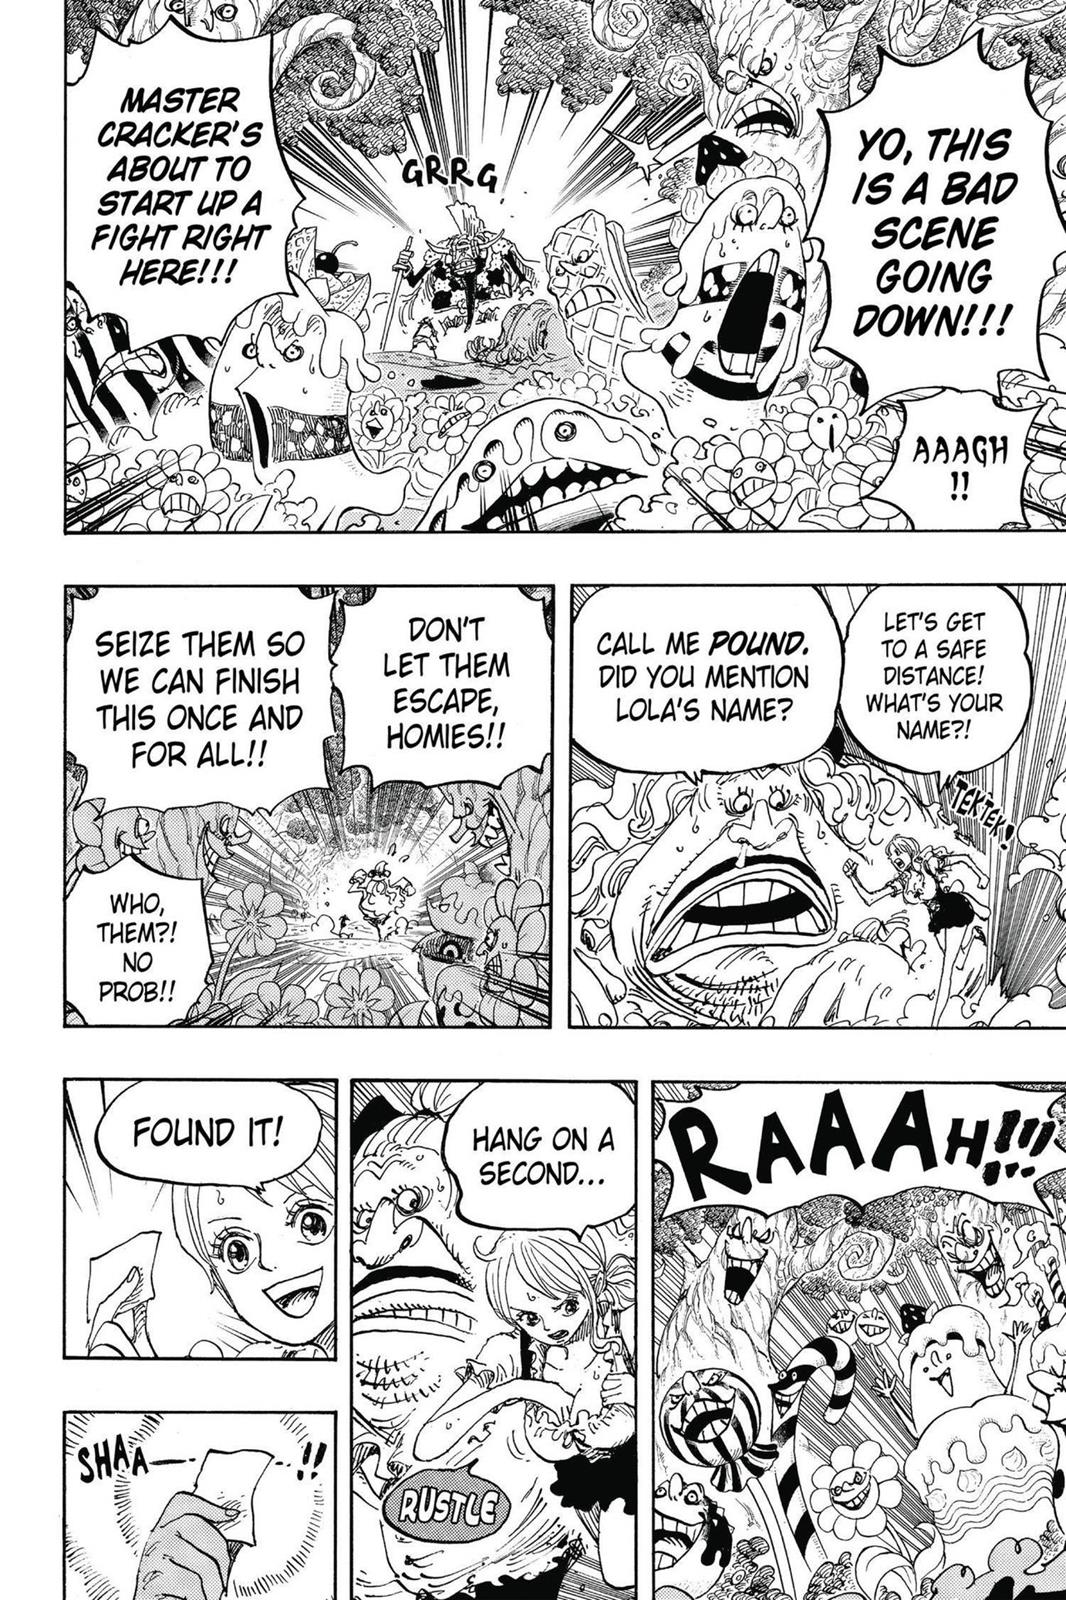 YO, THIS
IS A BAD
SCENE
GOING
DOWN!!!
MASTER
CRACKER'S
ABOUT TO
START UP A
FIGHT RIGHT
HERE!!!
GRRG
AAAGH
!!
LET'S GET
TO A SAFE
DISTANCE!
WHAT'S YOUR
NAME?!
CALL ME POUND.
DID YOU MENTION
LOLA'S NAME?
TEKTEK!
DON'T
LET THEM
ESCAPE,
HOMIES!!
SEIZE THEM SO
WE CAN FINISH
THIS ONCE AND
FOR ALL!!
WHO,
THEM?!
NO
PROB!!
RAAAH!!!
HANG ON A
SECOND...
RUSTLE
FOUND IT!
SHAA—!!